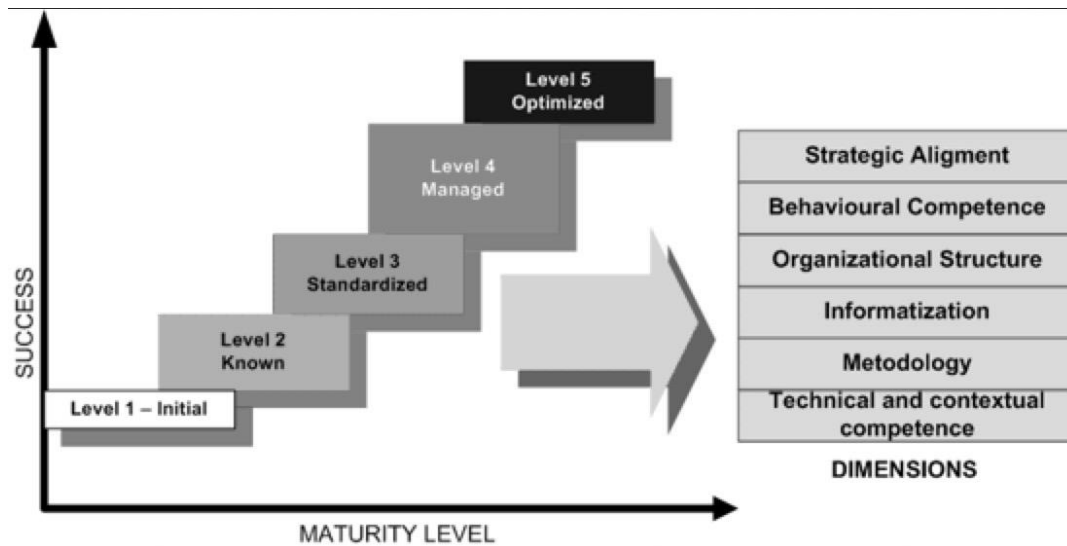 SUCCESS
Level 5
Optimized
Level 4
Managed
Level 3
Standardized
Level 2
Known
Level 1 – Initial
MATURITY LEVEL
Strategic Aligment
Behavioural Competence
Organizational Structure
Informatization
Metodology
Technical and contextual
competence
DIMENSIONS